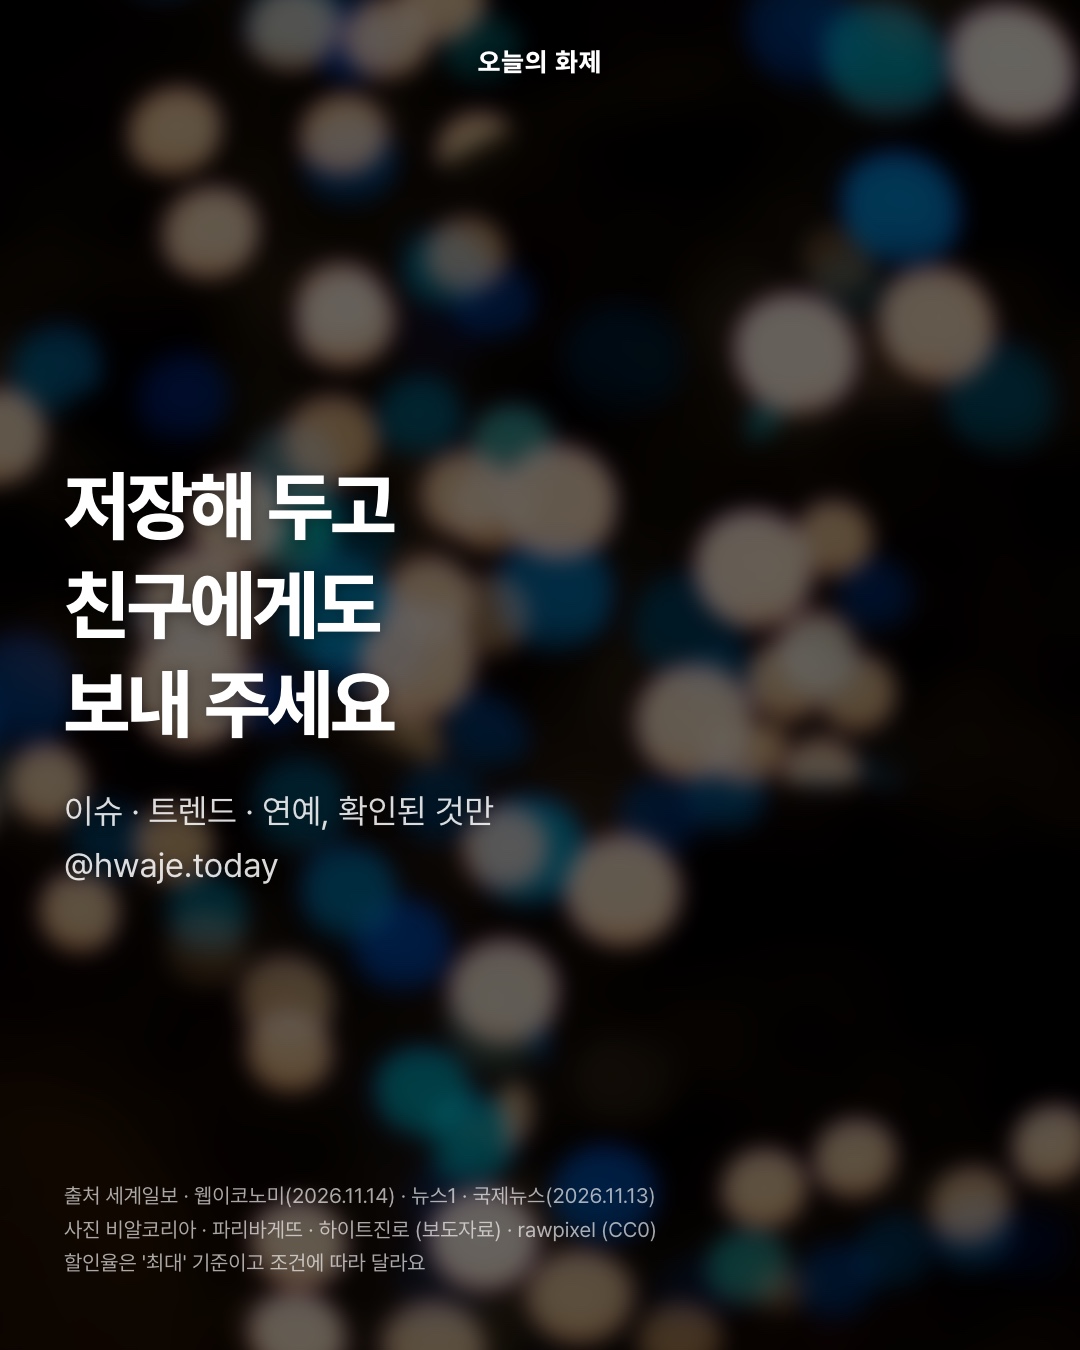 오늘의 화제
저장해 두고
친구에게도
보내 주세요
이슈 · 트렌드 · 연예, 확인된 것만
@hwaje.today
출처 세계일보 · 웹이코노미(2026.11.14) · 뉴스1 · 국제뉴스(2026.11.13)
사진 비알코리아 · 파리바게뜨 · 하이트진로 (보도자료) · rawpixel (CC0)
할인율은 '최대' 기준이고 조건에 따라 달라요